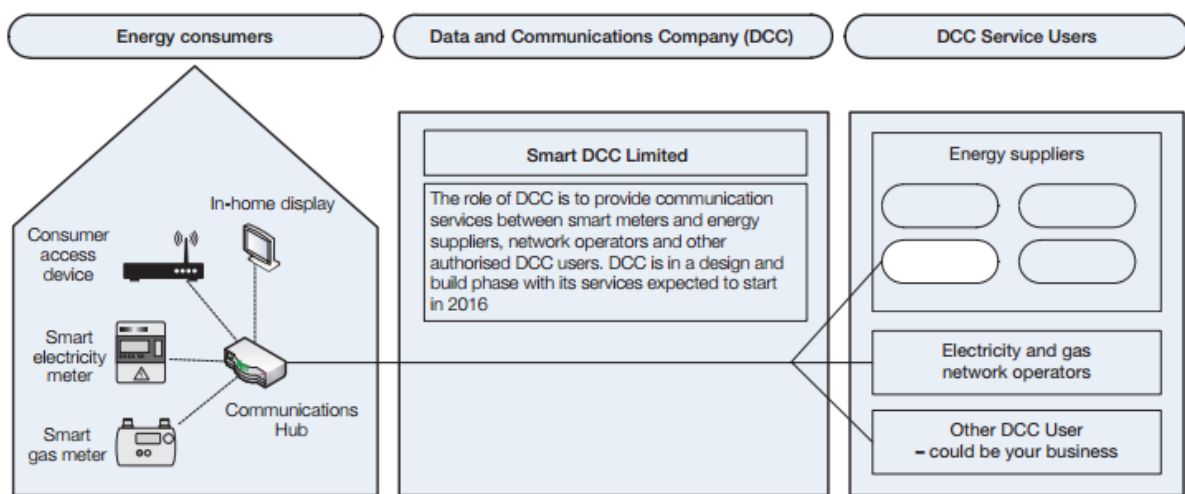 Energy consumers
Data and Communications Company (DCC)
DCC Service Users
In-home display
Consumer
access
device
Smart
electricity
meter
Smart
gas meter
Communications
Hub
Smart DCC Limited
The role of DCC is to provide communication
services between smart meters and energy
suppliers, network operators and other
authorised DCC users. DCC is in a design and
build phase with its services expected to start
in 2016
Energy suppliers
Electricity and gas
network operators
Other DCC User
– could be your business